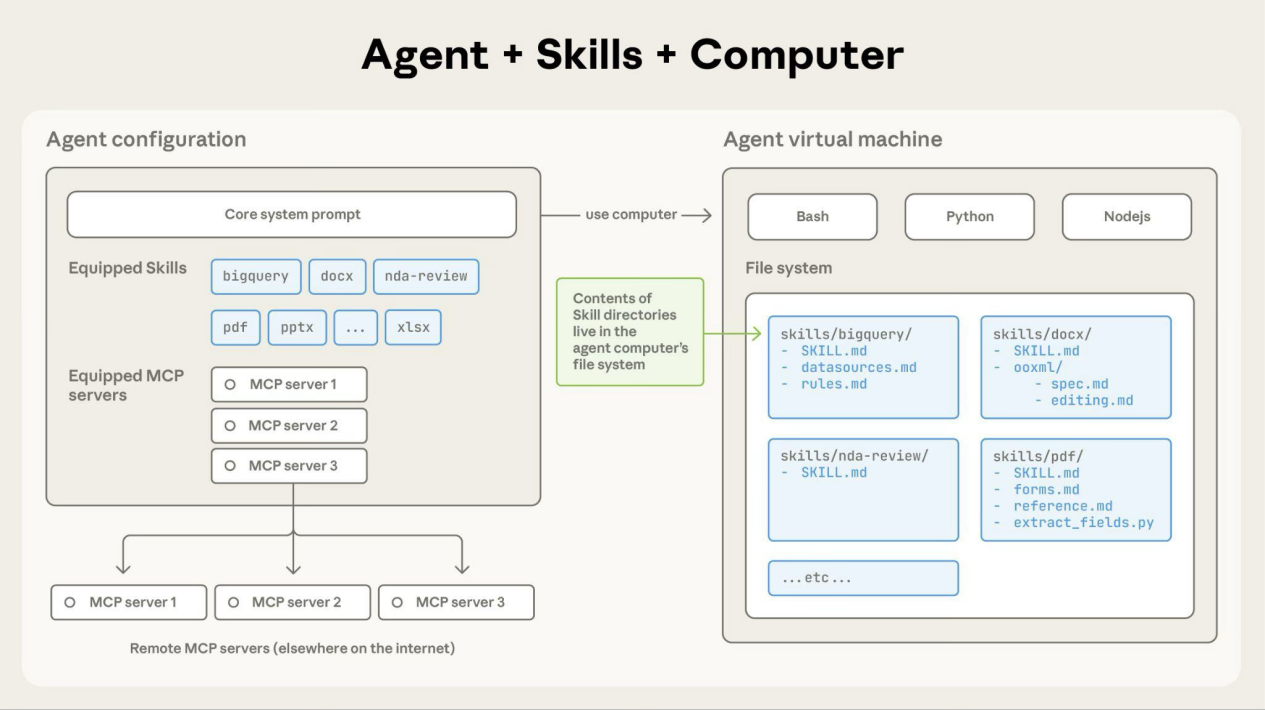 Agent + Skills + Computer
Agent configuration
Core system prompt
Equipped Skills
bigquery
docx
nda-review
pdf
pptx
...
xlsx
Equipped MCP
servers
MCP server 1
MCP server 2
MCP server 3
MCP server 1
MCP server 2
MCP server 3
Remote MCP servers (elsewhere on the internet)
use computer
Contents of
Skill directories
live in the
agent computer's
file system
Agent virtual machine
Bash
Python
Nodejs
File system
skills/bigquery/
- SKILL.md
- datasources.md
- rules.md
skills/docx/
- SKILL.md
- ooxml/
- spec.md
- editing.md
skills/nda-review/
- SKILL.md
skills/pdf/
- SKILL.md
- forms.md
- reference.md
- extract_fields.py
...etc...